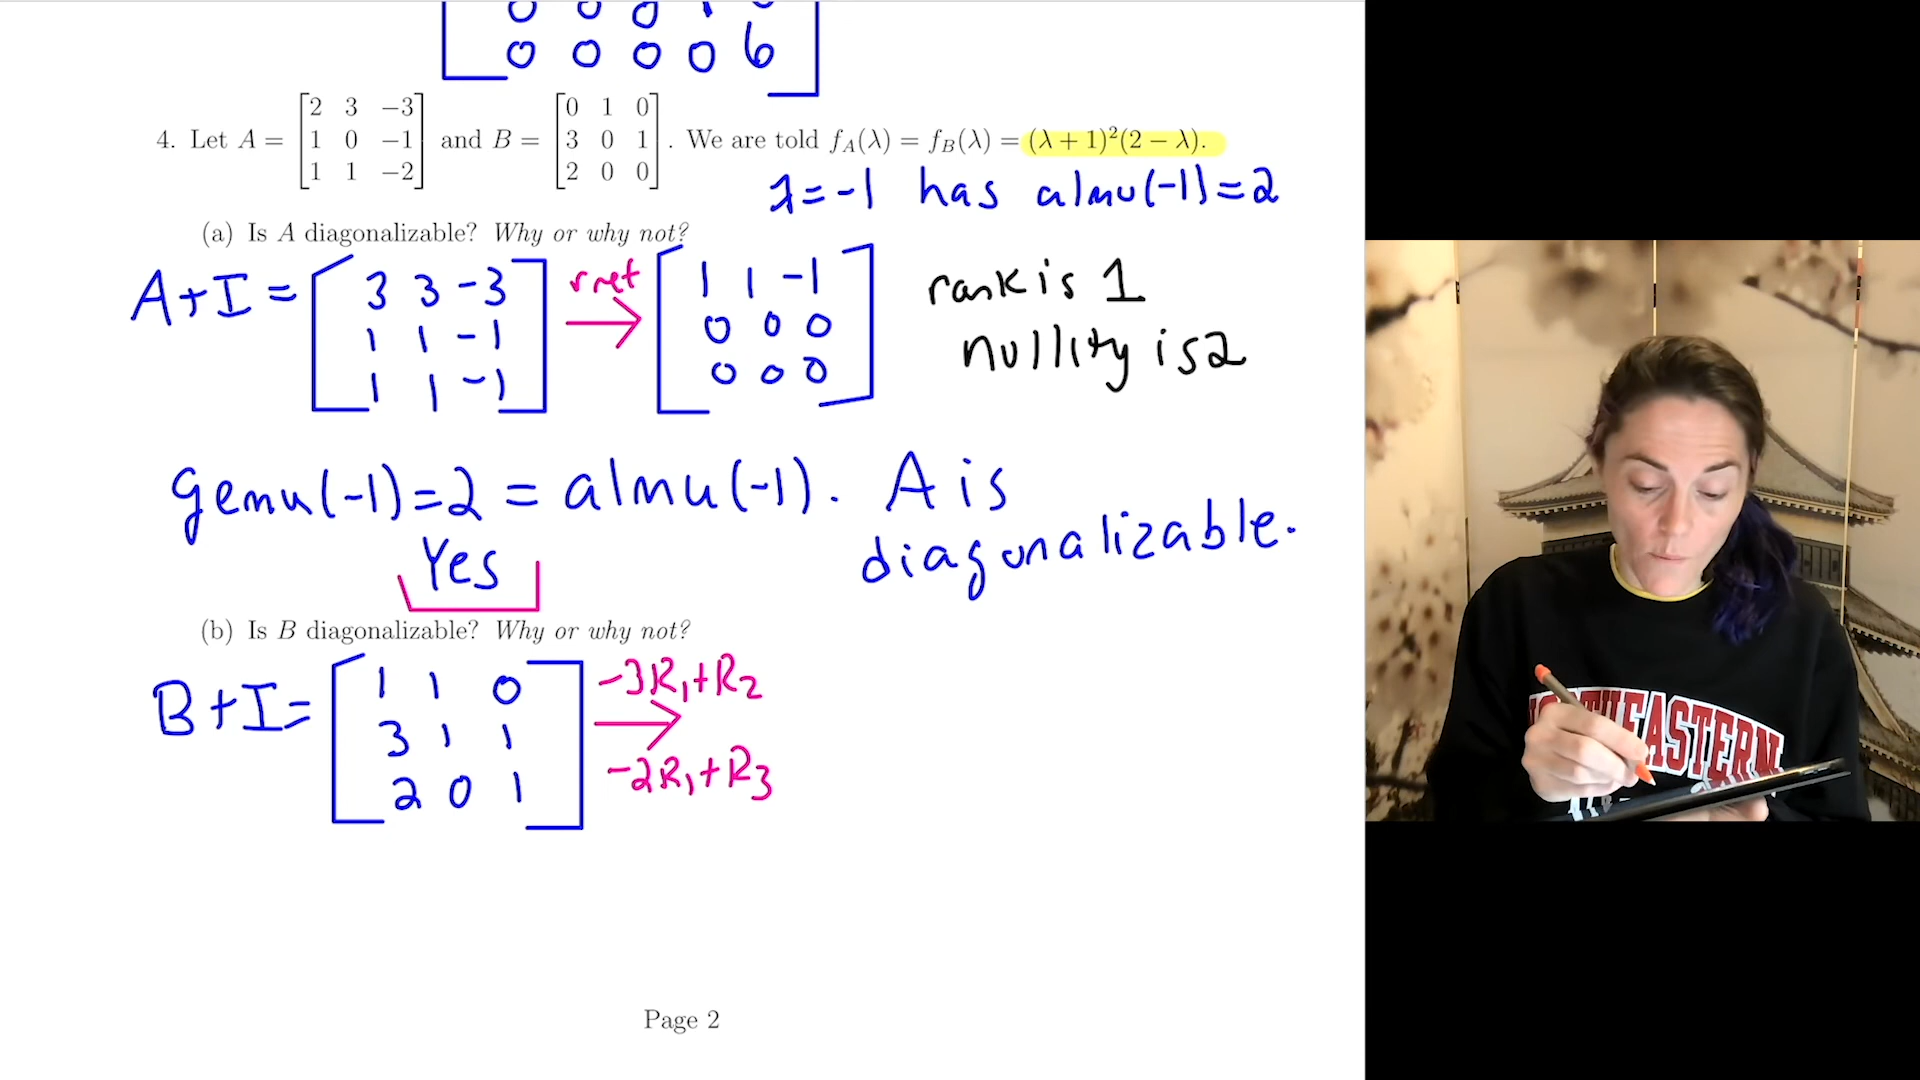 0 0 0 1 0
0 0 0 0 6
4. Let A = [2 3 −3; 1 0 −1; 1 1 −2] and B = [0 1 0; 3 0 1; 2 0 0]. We are told f_A(λ) = f_B(λ) = (λ + 1)²(2 − λ).
λ=-1 has almu(-1)=2
(a) Is A diagonalizable? Why or why not?
A+I = [3 3 -3; 1 1 -1; 1 1 -1] rref → [1 1 -1; 0 0 0; 0 0 0] rank is 1
nullity is 2
gemu(-1)=2 = almu(-1). A is
diagonalizable.
Yes
(b) Is B diagonalizable? Why or why not?
B+I= [1 1 0; 3 1 1; 2 0 1] -3R₁+R₂ →
-2R₁+R₃
Page 2